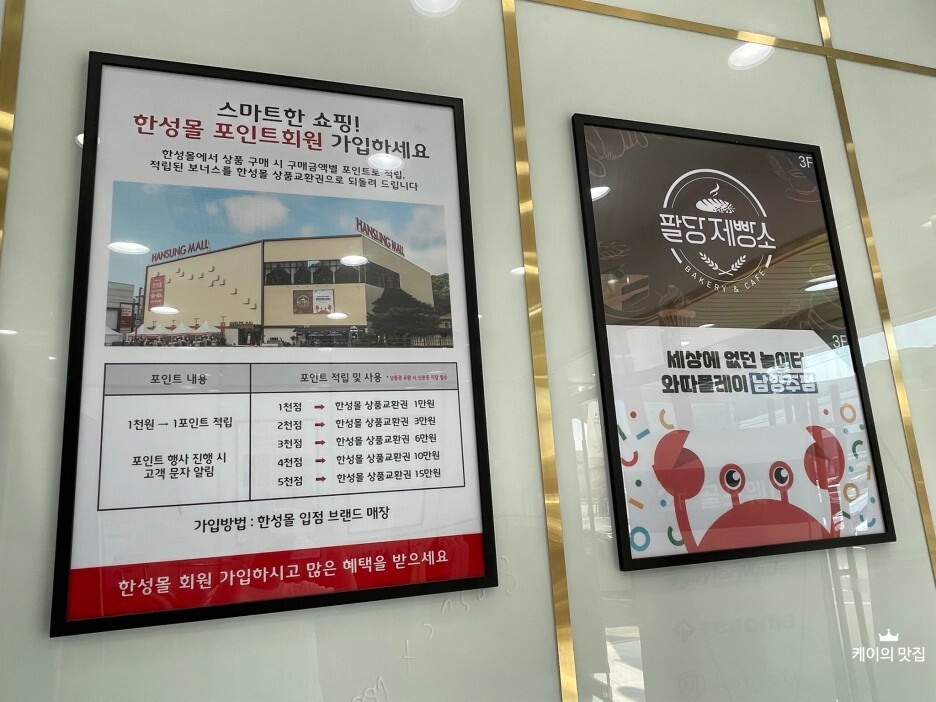 스마트한 쇼핑!
한성몰 포인트회원 가입하세요
한성몰에서 상품 구매 시 구매금액별 포인트로 적립,
적립된 보너스를 한성몰 상품교환권으로 되돌려 드립니다
HANSUNG MALL
HANSUNG MALL
포인트 내용
포인트 적립 및 사용
1천원 → 1포인트 적립
포인트 행사 진행 시
고객 문자 알림
1천점 → 한성몰 상품교환권 1만원
2천점 → 한성몰 상품교환권 3만원
3천점 → 한성몰 상품교환권 6만원
4천점 → 한성몰 상품교환권 10만원
5천점 → 한성몰 상품교환권 15만원
가입방법 : 한성몰 입점 브랜드 매장
한성몰 회원 가입하시고 많은 혜택을 받으세요
3F
팔당제빵소
BAKERY & CAFE
3F
세상에 없던 놀이터
와따플레이 남양주점
케이의 맛집